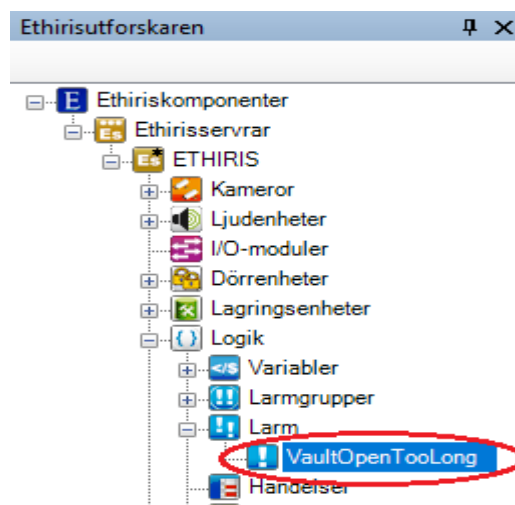 Ethirisutforskaren
Ethiriskomponenter
Ethirisservrar
ETHIRIS
Kameror
Ljudenheter
I/O-moduler
Dörrenheter
Lagringsenheter
Logik
Variabler
Larmgrupper
Larm
VaultOpenTooLong
Händelser